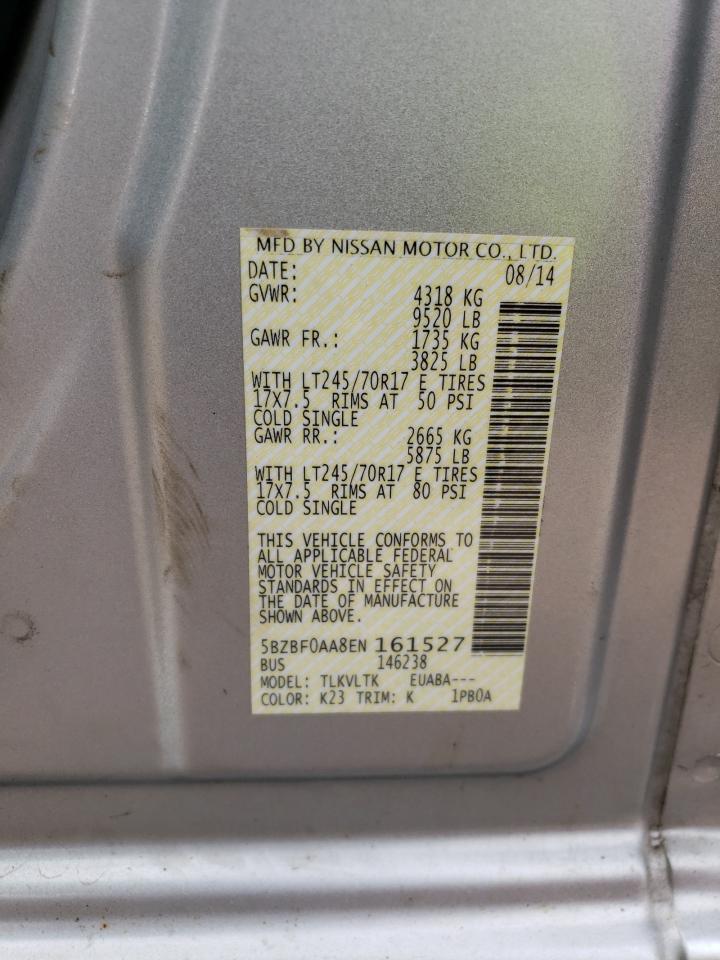 MFD BY NISSAN MOTOR CO., LTD.
DATE: 08/14
GVWR: 4318 KG
9520 LB
GAWR FR.: 1735 KG
3825 LB
WITH LT245/70R17 E TIRES
17X7.5 RIMS AT 50 PSI
COLD SINGLE
GAWR RR.: 2665 KG
5875 LB
WITH LT245/70R17 E TIRES
17X7.5 RIMS AT 80 PSI
COLD SINGLE
THIS VEHICLE CONFORMS TO
ALL APPLICABLE FEDERAL
MOTOR VEHICLE SAFETY
STANDARDS IN EFFECT ON
THE DATE OF MANUFACTURE
SHOWN ABOVE.
5BZBF0AA8EN 161527
BUS 146238
MODEL: TLKVLTK EUABA---
COLOR: K23 TRIM: K 1PB0A